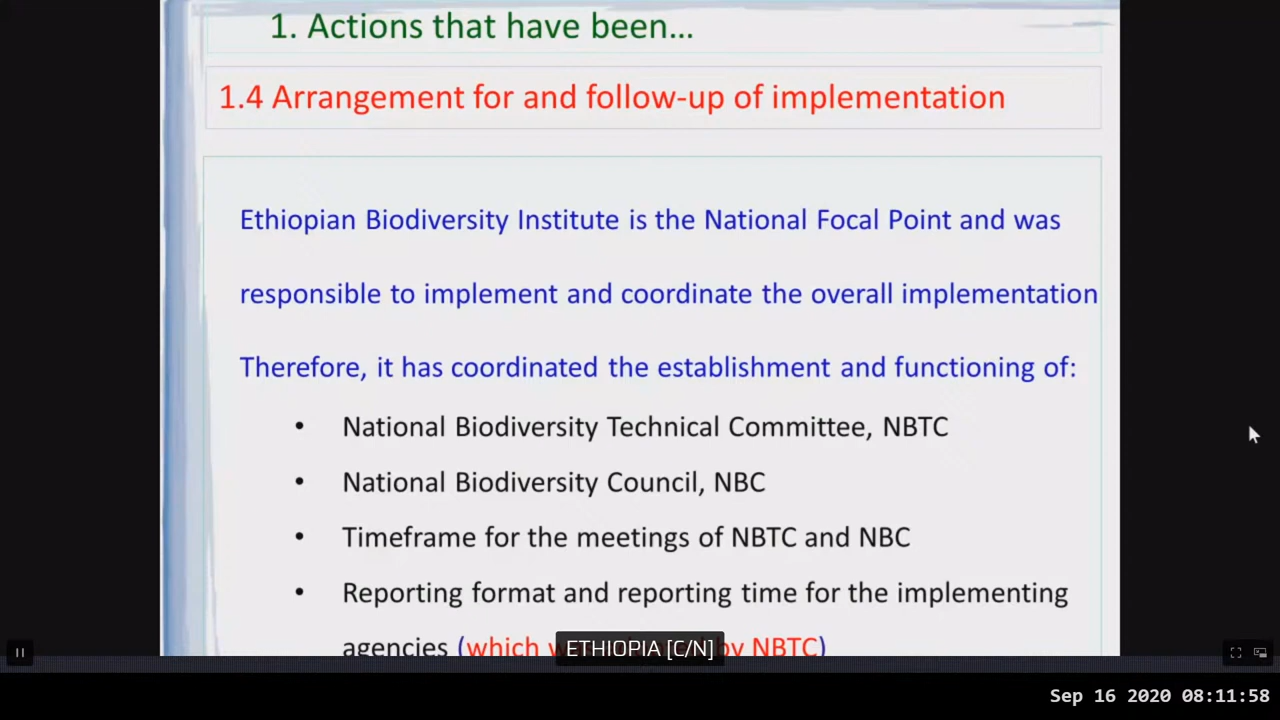 1. Actions that have been...
1.4 Arrangement for and follow-up of implementation
Ethiopian Biodiversity Institute is the National Focal Point and was
responsible to implement and coordinate the overall implementation
Therefore, it has coordinated the establishment and functioning of:
• National Biodiversity Technical Committee, NBTC
• National Biodiversity Council, NBC
• Timeframe for the meetings of NBTC and NBC
• Reporting format and reporting time for the implementing
agencies (which by NBTC)
ETHIOPIA [C/N]
Sep 16 2020 08:11:58